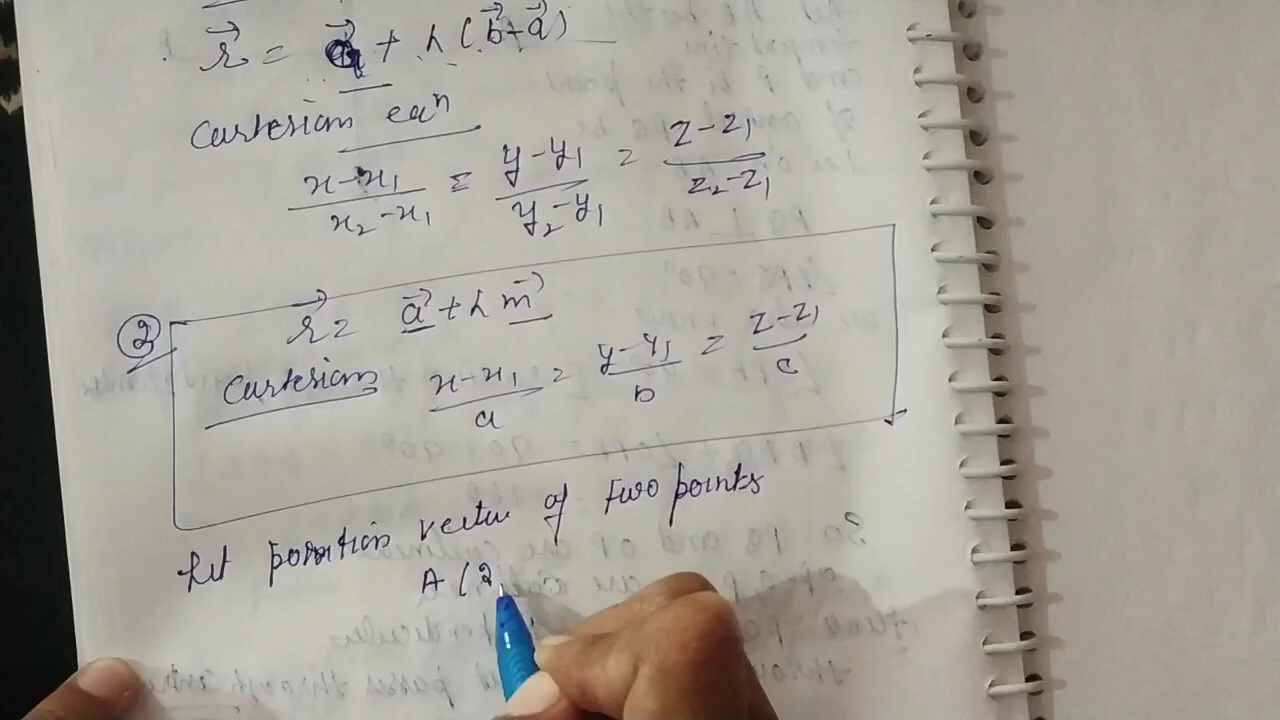 r⃗ = a⃗ + λ(b⃗-a⃗)
Cartesian eqⁿ
x-x₁/x₂-x₁ = y-y₁/y₂-y₁ = z-z₁/z₂-z₁
② r⃗ = a⃗ + λ m⃗
Cartesian x-x₁/a = y-y₁/b = z-z₁/c
Let position vector of two points
A (2